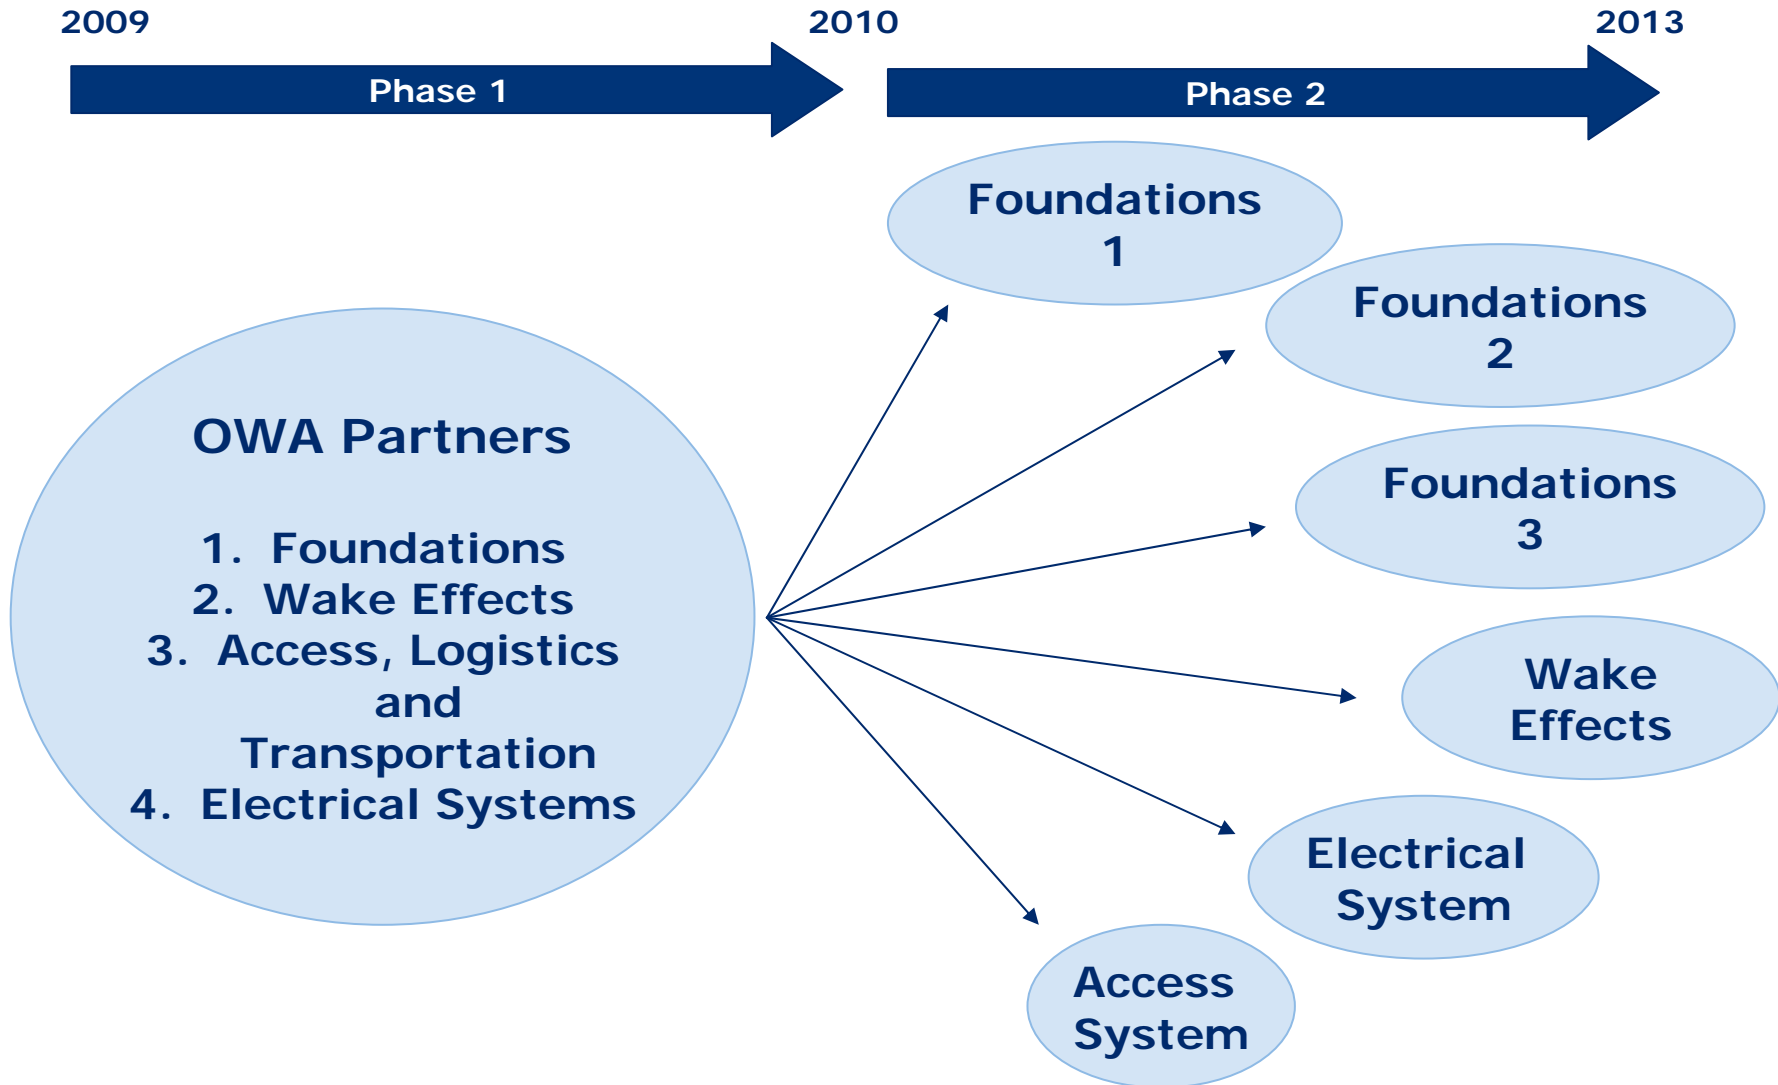 2009
2010
2013
Phase 1
Phase 2
Foundations
1
Foundations
2
Foundations
3
Wake
Effects
Electrical
System
Access
System
OWA Partners
1. Foundations
2. Wake Effects
3. Access, Logistics
and
Transportation
4. Electrical Systems